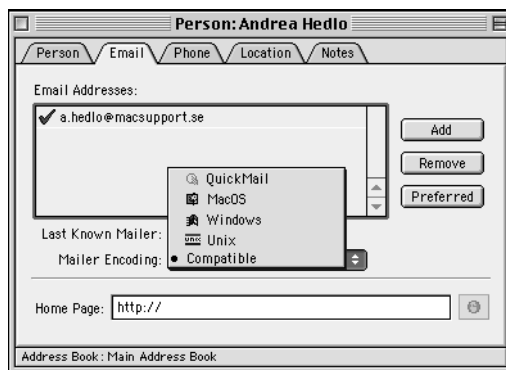 Person: Andrea Hedlo
Person Email Phone Location Notes
Email Addresses:
a.hedlo@macsupport.se
Add
Remove
Preferred
QuickMail
MacOS
Windows
Unix
Compatible
Last Known Mailer:
Mailer Encoding:
Home Page: http://
Address Book: Main Address Book